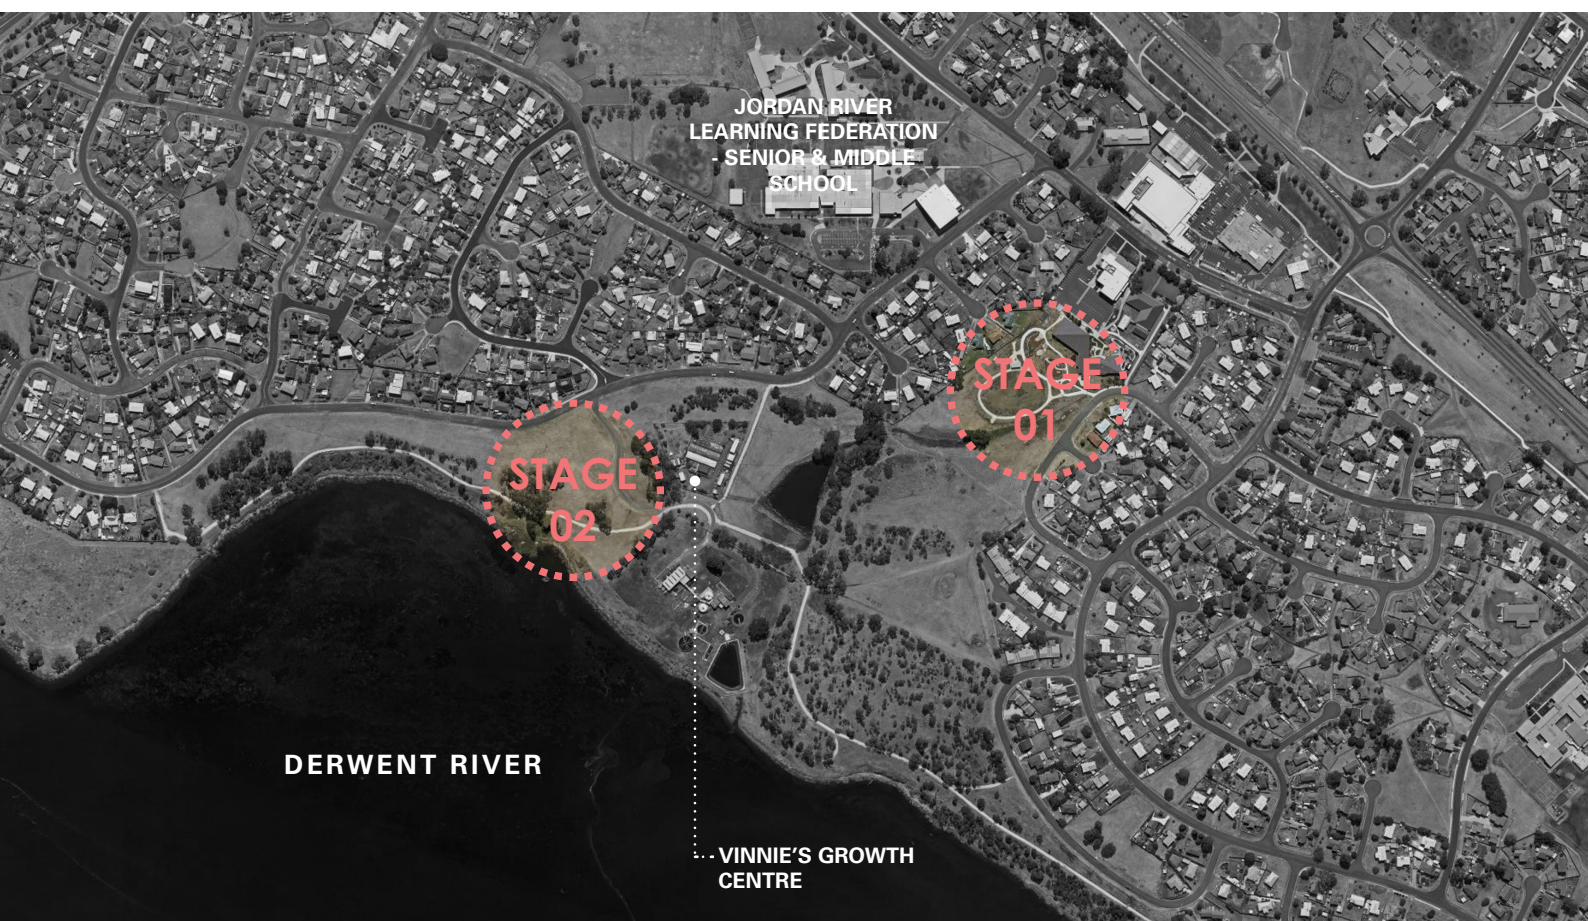 JORDAN RIVER
LEARNING FEDERATION
- SENIOR & MIDDLE
SCHOOL
STAGE
01
STAGE
02
DERWENT RIVER
VINNIE'S GROWTH
CENTRE